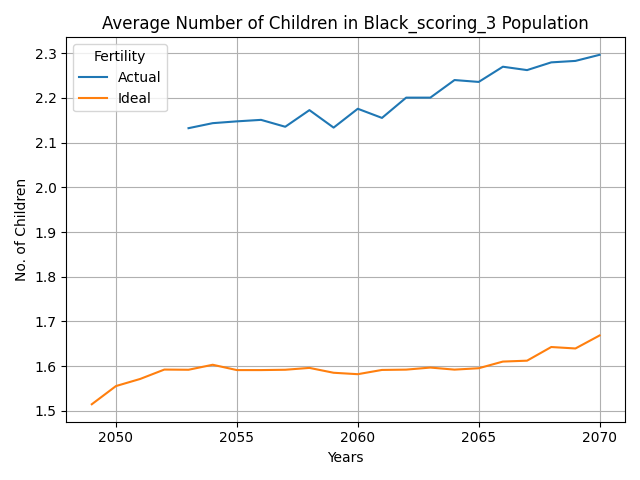 Average Number of Children in Black_scoring_3 Population
Fertility
Actual
Ideal
No. of Children
2.3
2.2
2.1
2.0
1.9
1.8
1.7
1.6
1.5
2050 2055 2060 2065 2070
Years